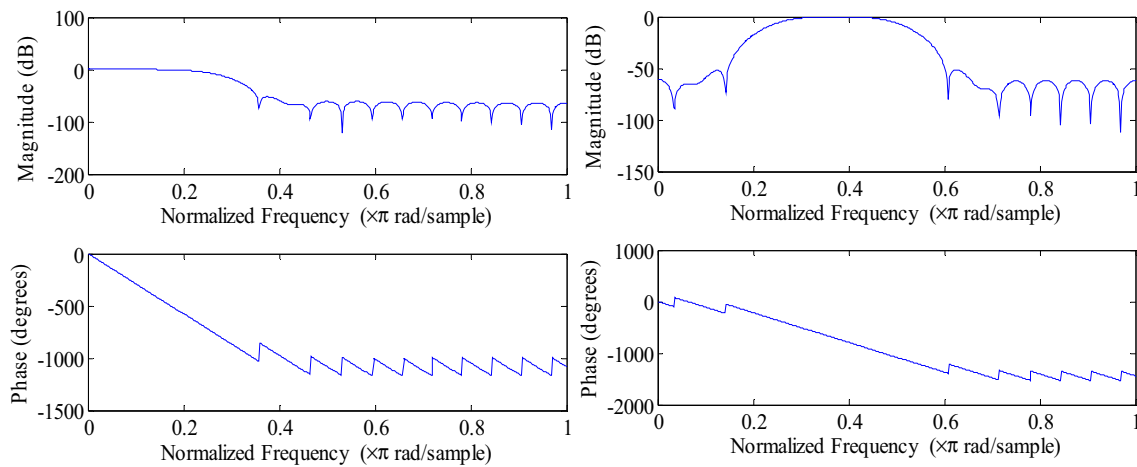 100
0
-100
-200
Magnitude (dB)
0 0.2 0.4 0.6 0.8 1
Normalized Frequency (×π rad/sample)
0
-50
-100
-150
Magnitude (dB)
0 0.2 0.4 0.6 0.8 1
Normalized Frequency (×π rad/sample)
0
-500
-1000
-1500
Phase (degrees)
0 0.2 0.4 0.6 0.8 1
Normalized Frequency (×π rad/sample)
1000
0
-1000
-2000
Phase (degrees)
0 0.2 0.4 0.6 0.8 1
Normalized Frequency (×π rad/sample)